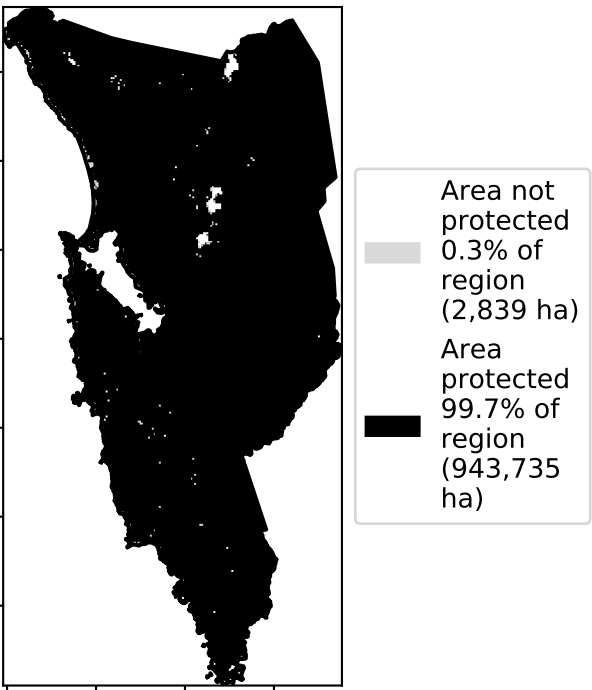 Area not
protected
0.3% of
region
(2,839 ha)
Area
protected
99.7% of
region
(943,735
ha)